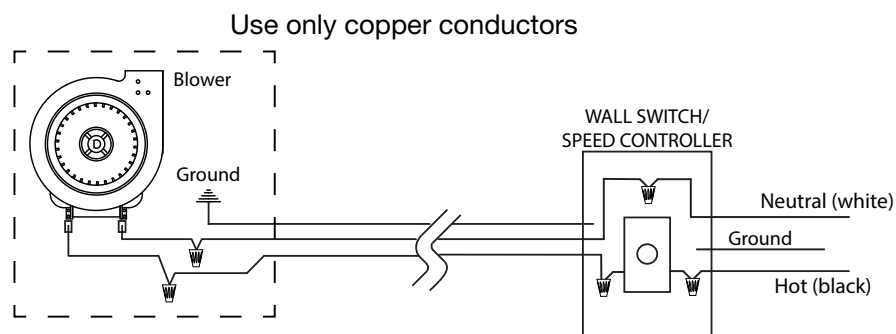 Use only copper conductors
Blower
WALL SWITCH/
SPEED CONTROLLER
D
Ground
Neutral (white)
Ground
Hot (black)